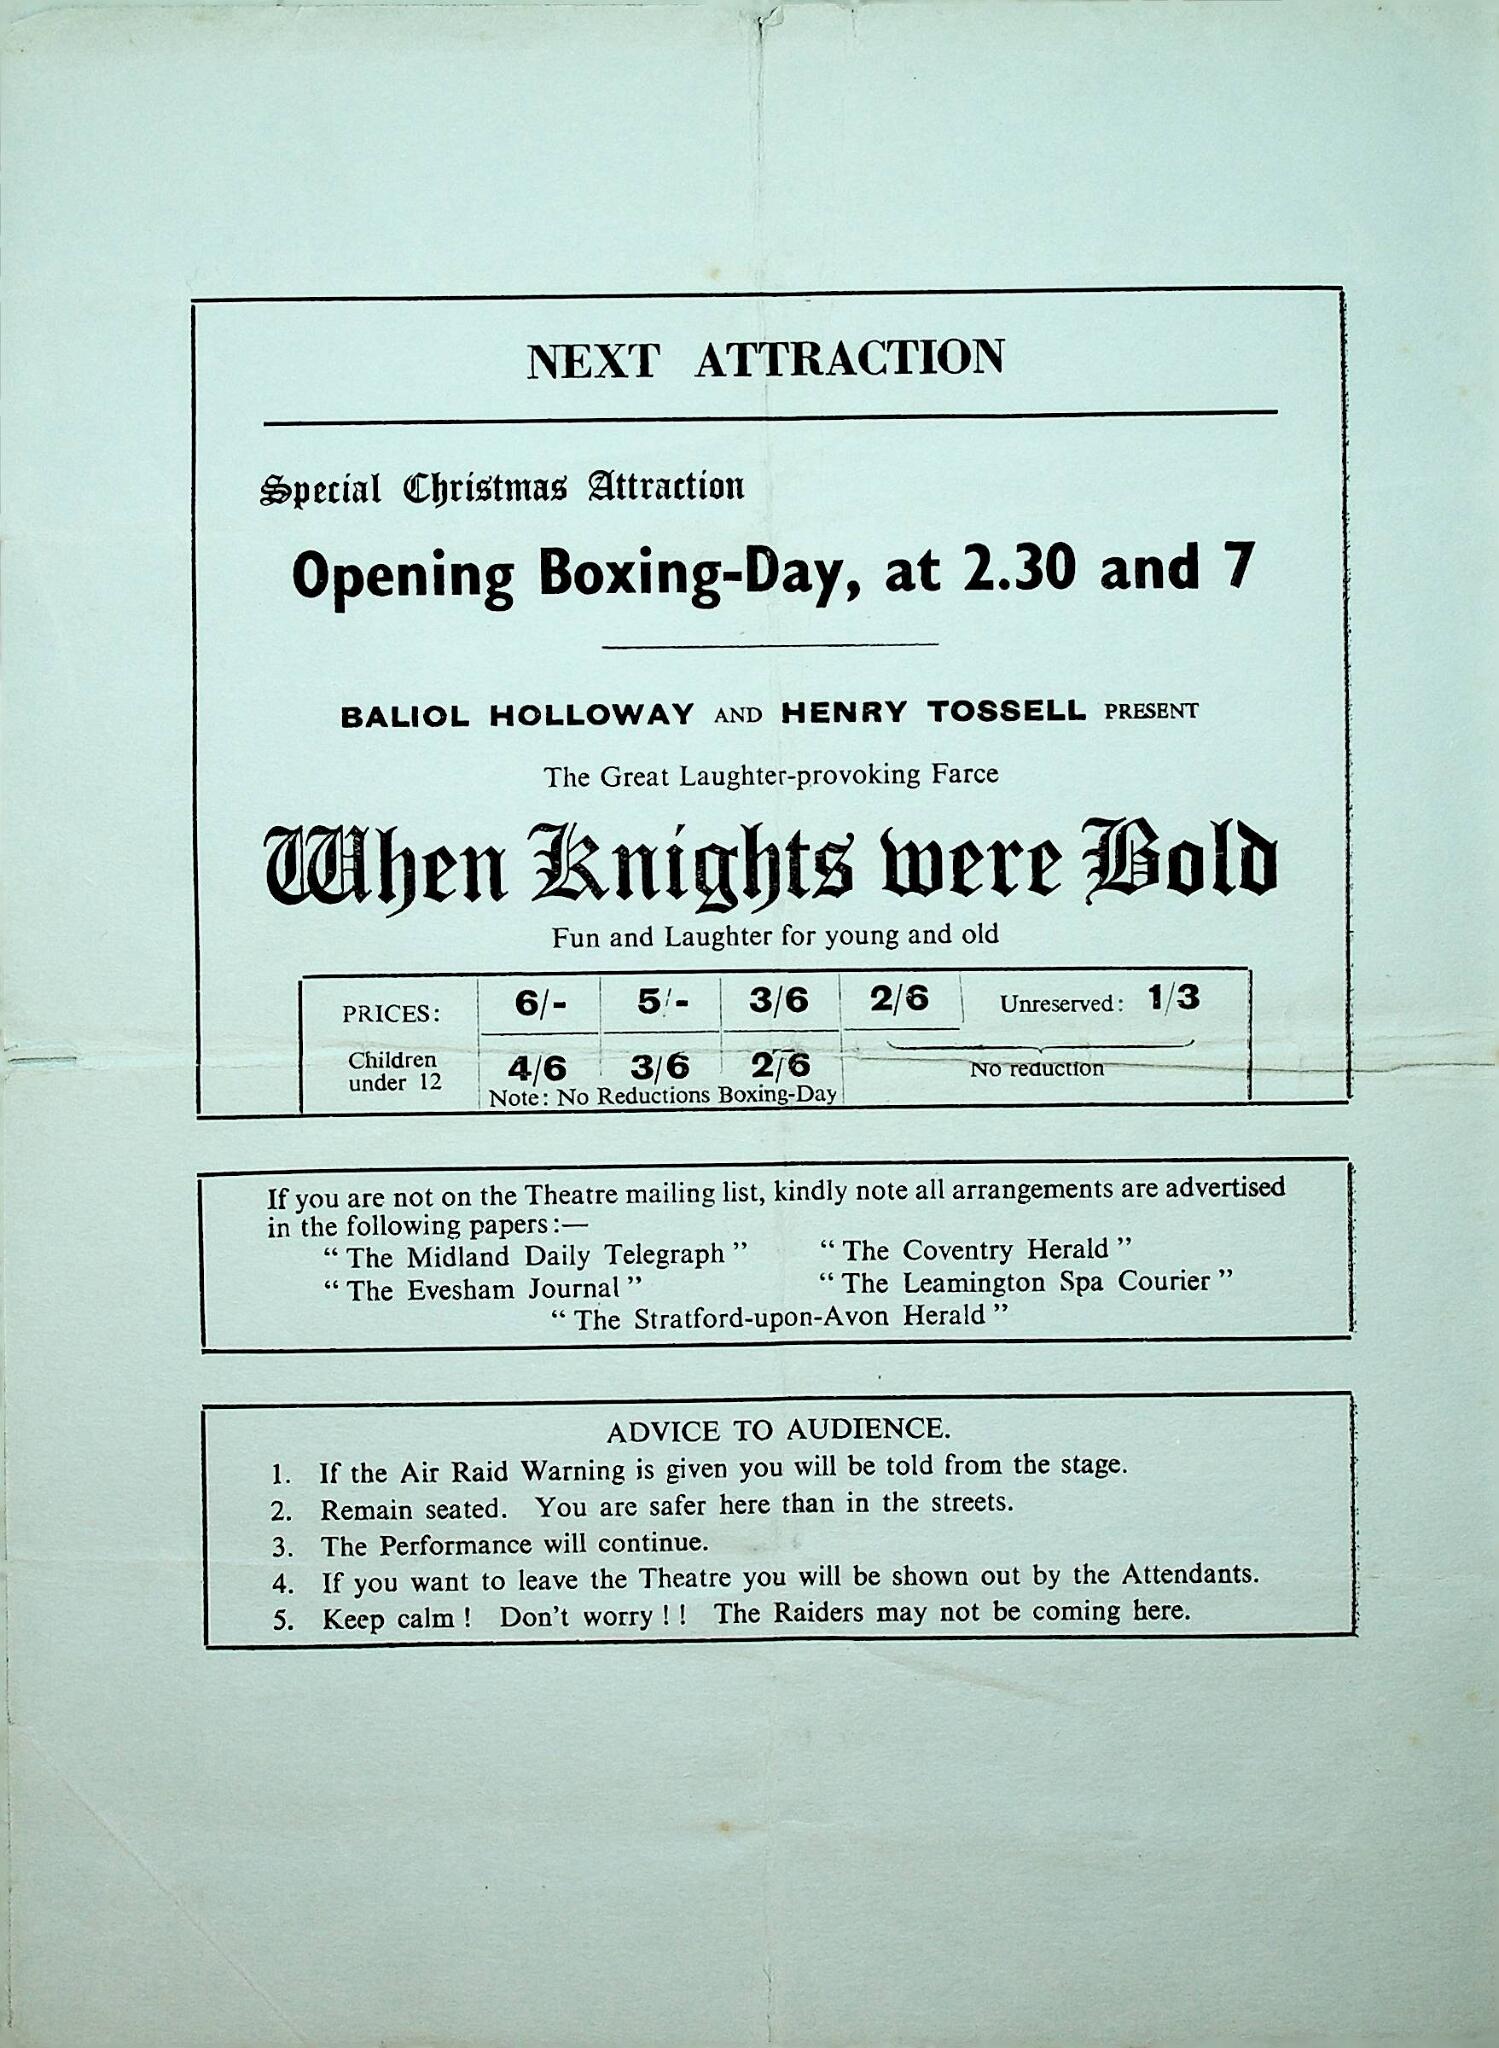 NEXT ATTRACTION
Special Christmas Attraction
Opening Boxing-Day, at 2.30 and 7
BALIOL HOLLOWAY AND HENRY TOSSELL PRESENT
The Great Laughter-provoking Farce
When Knights were Bold
Fun and Laughter for young and old
PRICES: 6/- 5/- 3/6 2/6 Unreserved: 1/3
Children under 12 4/6 3/6 2/6 No reduction
Note: No Reductions Boxing-Day
If you are not on the Theatre mailing list, kindly note all arrangements are advertised
in the following papers:—
"The Midland Daily Telegraph" "The Coventry Herald"
"The Evesham Journal" "The Leamington Spa Courier"
"The Stratford-upon-Avon Herald"
ADVICE TO AUDIENCE.
1. If the Air Raid Warning is given you will be told from the stage.
2. Remain seated. You are safer here than in the streets.
3. The Performance will continue.
4. If you want to leave the Theatre you will be shown out by the Attendants.
5. Keep calm! Don't worry!! The Raiders may not be coming here.